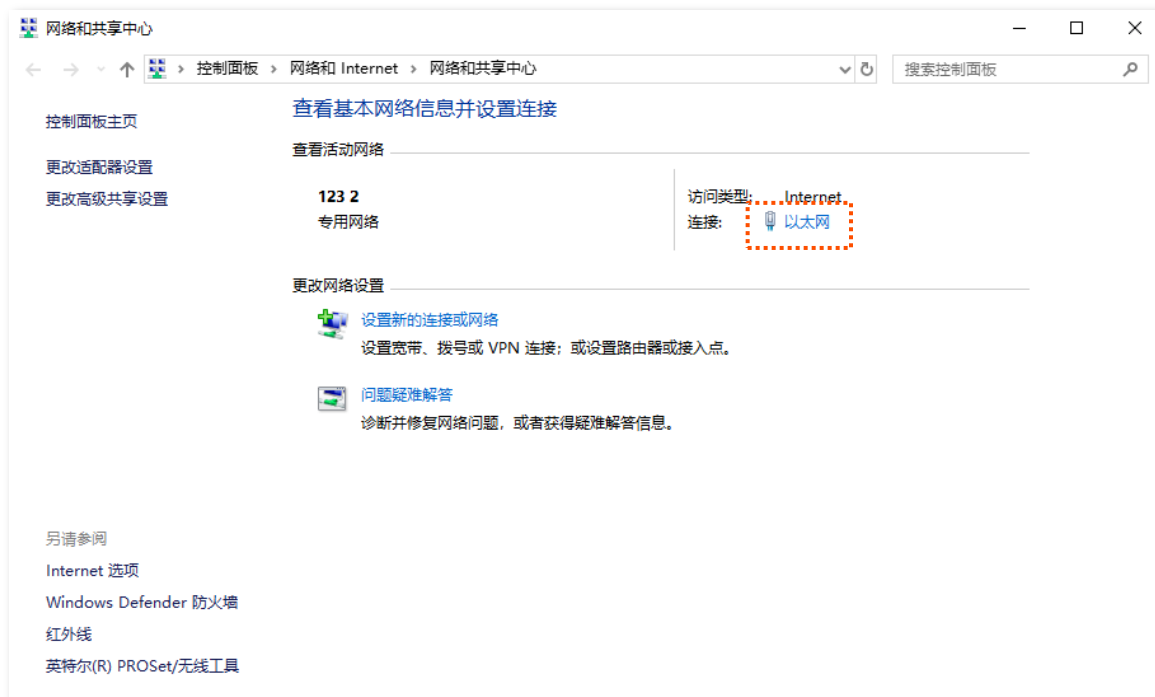 网络和共享中心
控制面板 › 网络和 Internet › 网络和共享中心
搜索控制面板
控制面板主页
更改适配器设置
更改高级共享设置
查看基本网络信息并设置连接
查看活动网络
123 2
专用网络
访问类型: Internet
连接: 以太网
更改网络设置
设置新的连接或网络
设置宽带、拨号或 VPN 连接；或设置路由器或接入点。
问题疑难解答
诊断并修复网络问题，或者获得疑难解答信息。
另请参阅
Internet 选项
Windows Defender 防火墙
红外线
英特尔(R) PROSet/无线工具